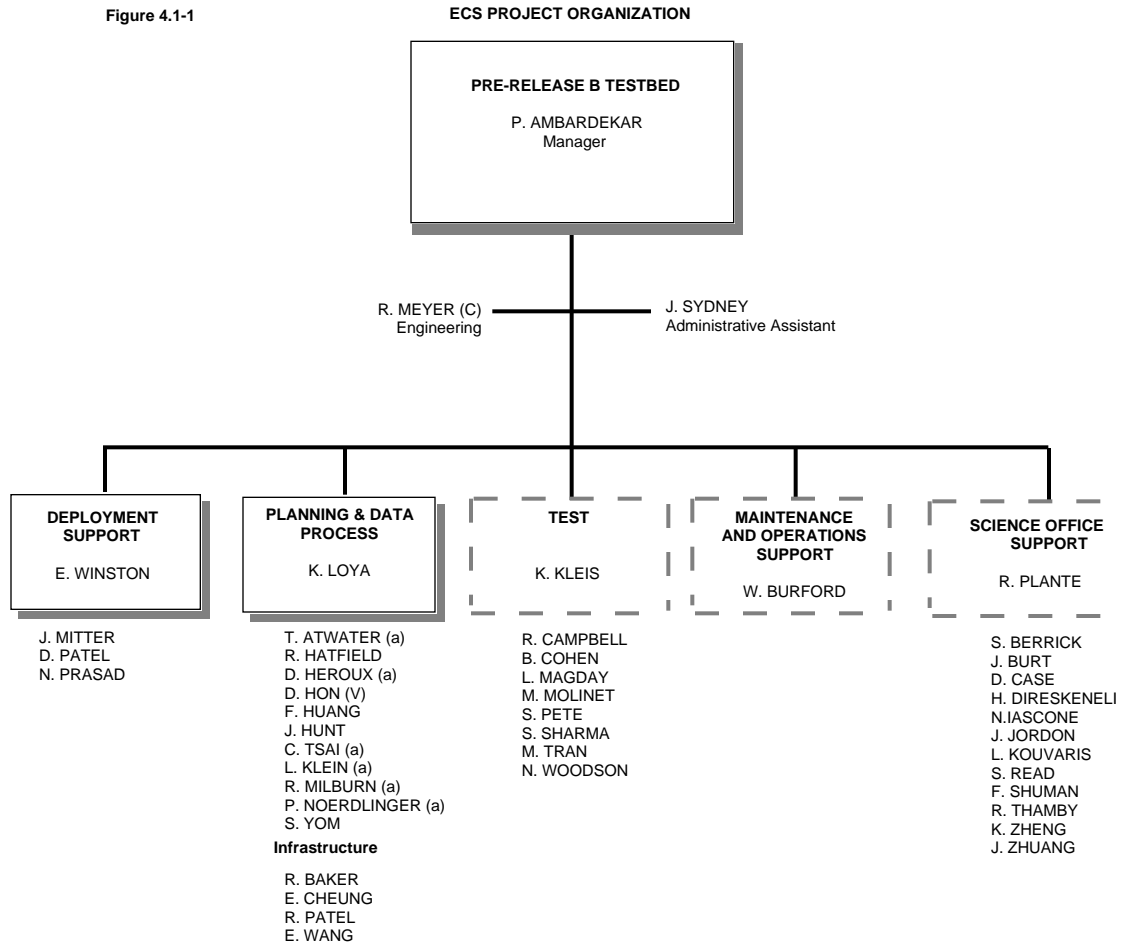 Figure 4.1-1
ECS PROJECT ORGANIZATION
PRE-RELEASE B TESTBED
P. AMBARDEKAR
Manager
R. MEYER (C)
Engineering
J. SYDNEY
Administrative Assistant
DEPLOYMENT
SUPPORT
E. WINSTON
J. MITTER
D. PATEL
N. PRASAD
PLANNING & DATA
PROCESS
K. LOYA
T. ATWATER (a)
R. HATFIELD
D. HEROUX (a)
D. HON (V)
F. HUANG
J. HUNT
C. TSAI (a)
L. KLEIN (a)
R. MILBURN (a)
P. NOERDLINGER (a)
S. YOM
Infrastructure
R. BAKER
E. CHEUNG
R. PATEL
E. WANG
TEST
K. KLEIS
R. CAMPBELL
B. COHEN
L. MAGDAY
M. MOLINET
S. PETE
S. SHARMA
M. TRAN
N. WOODSON
MAINTENANCE
AND OPERATIONS
SUPPORT
W. BURFORD
SCIENCE OFFICE
SUPPORT
R. PLANTE
S. BERRICK
J. BURT
D. CASE
H. DIRESKENELI
N.IASCONE
J. JORDON
L. KOUVARIS
S. READ
F. SHUMAN
R. THAMBY
K. ZHENG
J. ZHUANG